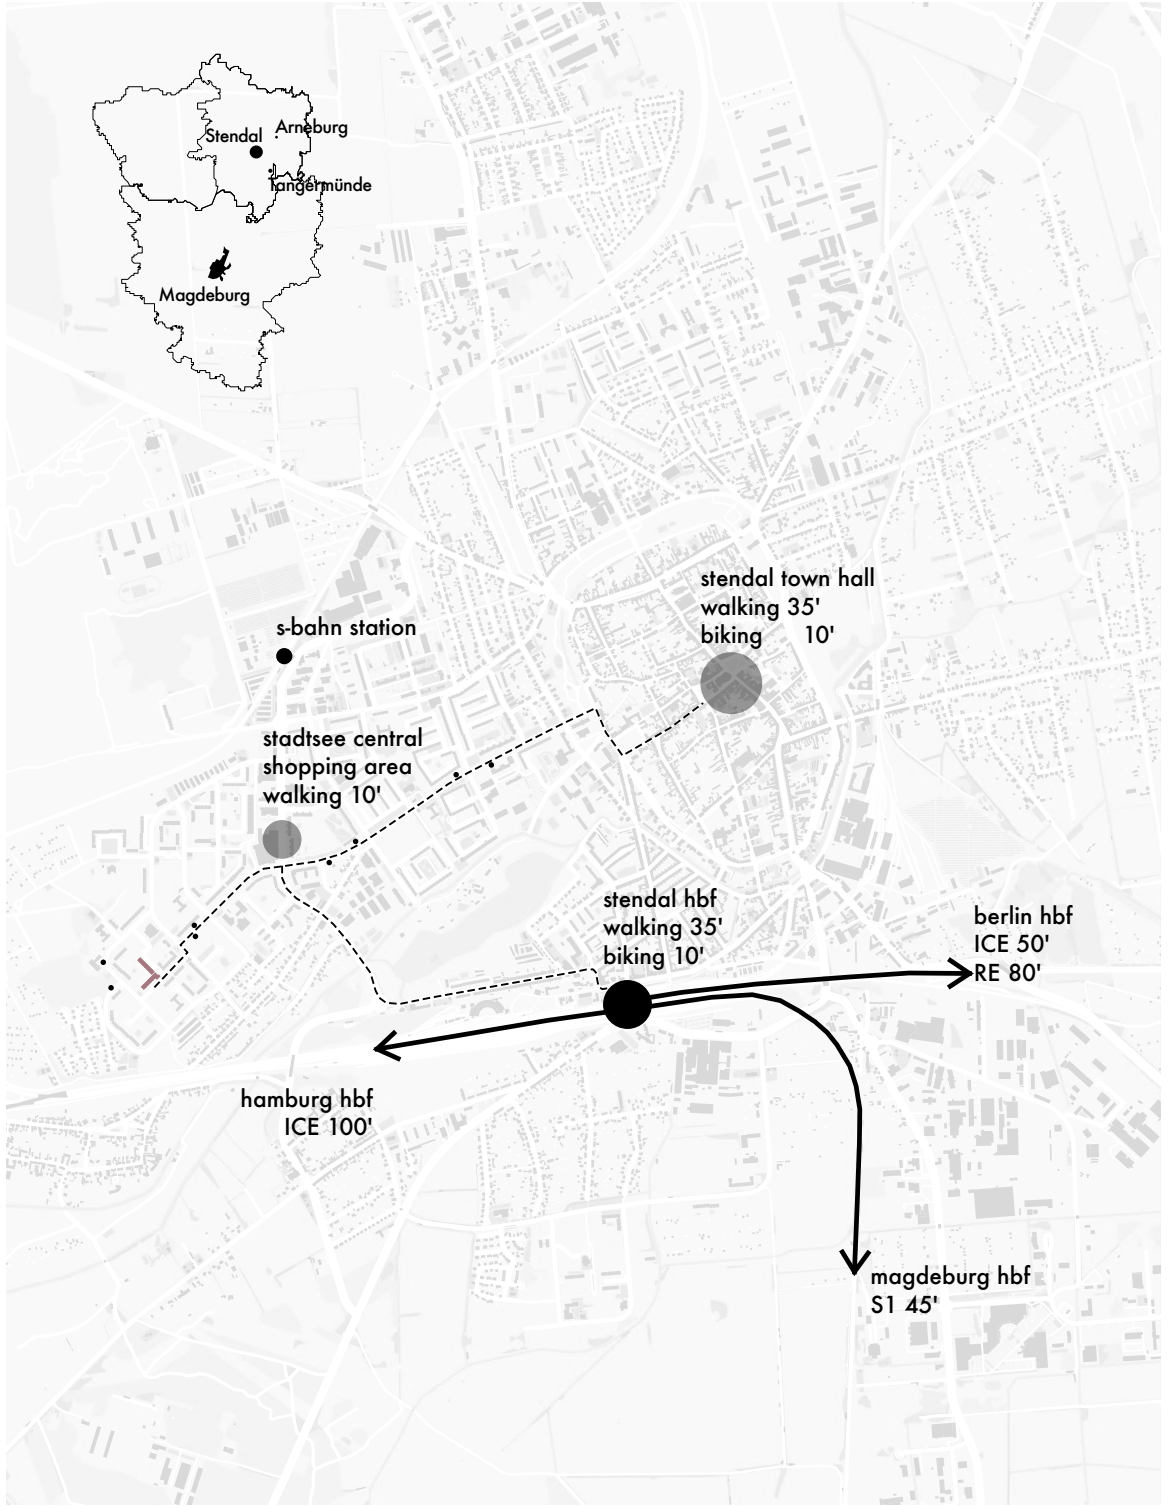 Arneburg
Stendal
Tangermünde
Magdeburg
stendal town hall
walking 35'
biking 10'
s-bahn station
stadtsee central
shopping area
walking 10'
stendal hbf
walking 35'
biking 10'
berlin hbf
ICE 50'
RE 80'
hamburg hbf
ICE 100'
magdeburg hbf
S1 45'